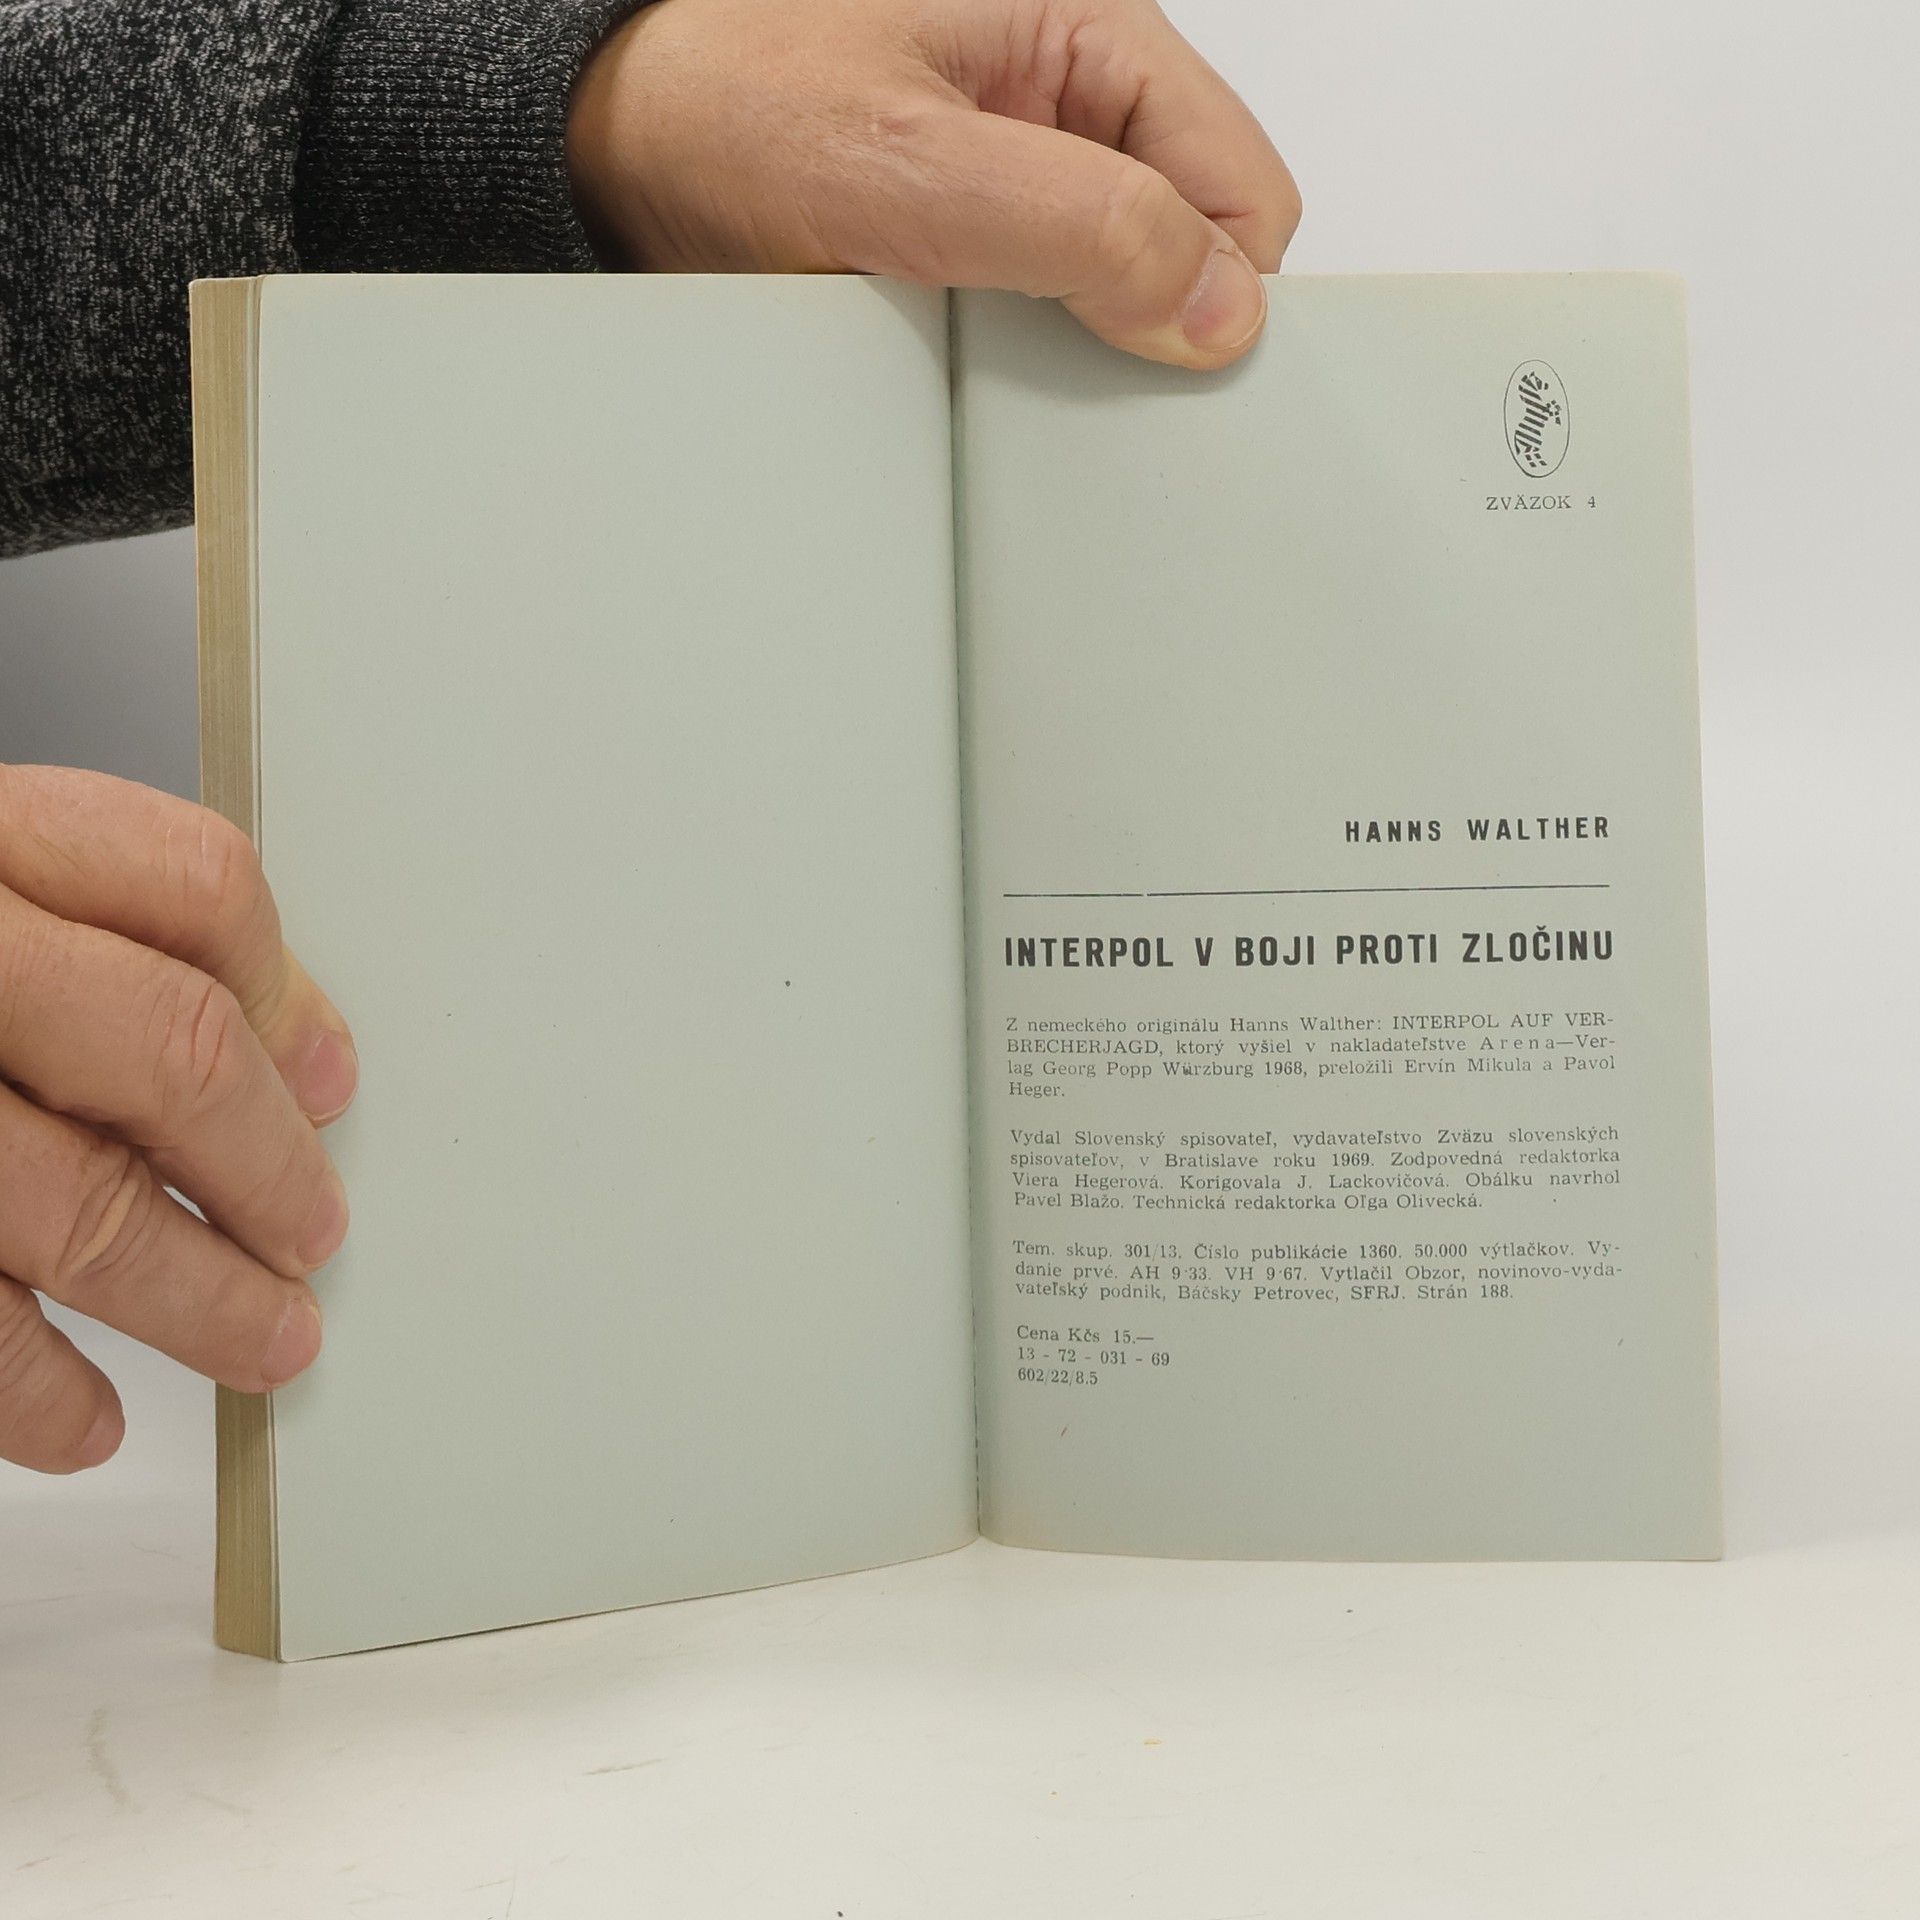 ZVÄZOK 4
HANNS WALTHER
INTERPOL V BOJI PROTI ZLOČINU
Z nemeckého originálu Hanns Walther: INTERPOL AUF VER-
BRECHERJAGD, ktorý vyšiel v nakladateľstve Arena—Ver-
lag Georg Popp Würzburg 1968, preložili Ervín Mikula a Pavol
Heger.
Vydal Slovenský spisovateľ, vydavateľstvo Zväzu slovenských
spisovateľov, v Bratislave roku 1969. Zodpovedná redaktorka
Viera Hegerová. Korigovala J. Lackovičová. Obálku navrhol
Pavel Blažo. Technická redaktorka Oľga Olivecká.
Tem. skup. 301/13. Číslo publikácie 1360. 50.000 výtlačkov. Vy-
danie prvé. AH 9·33. VH 9·67. Vytlačil Obzor, novinovo-vyda-
vateľský podnik, Báčsky Petrovec, SFRJ. Strán 188.
Cena Kčs 15.—
13 - 72 - 031 - 69
602/22/8.5